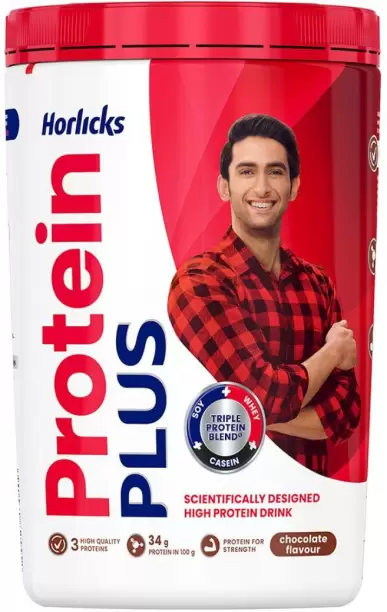 Horlicks
Protein
PLUS
SOY
WHEY
TRIPLE
PROTEIN
BLEND
CASEIN
SCIENTIFICALLY DESIGNED
HIGH PROTEIN DRINK
3 HIGH QUALITY
PROTEINS
34g
PROTEIN IN 100 g
PROTEIN FOR
STRENGTH
chocolate
flavour